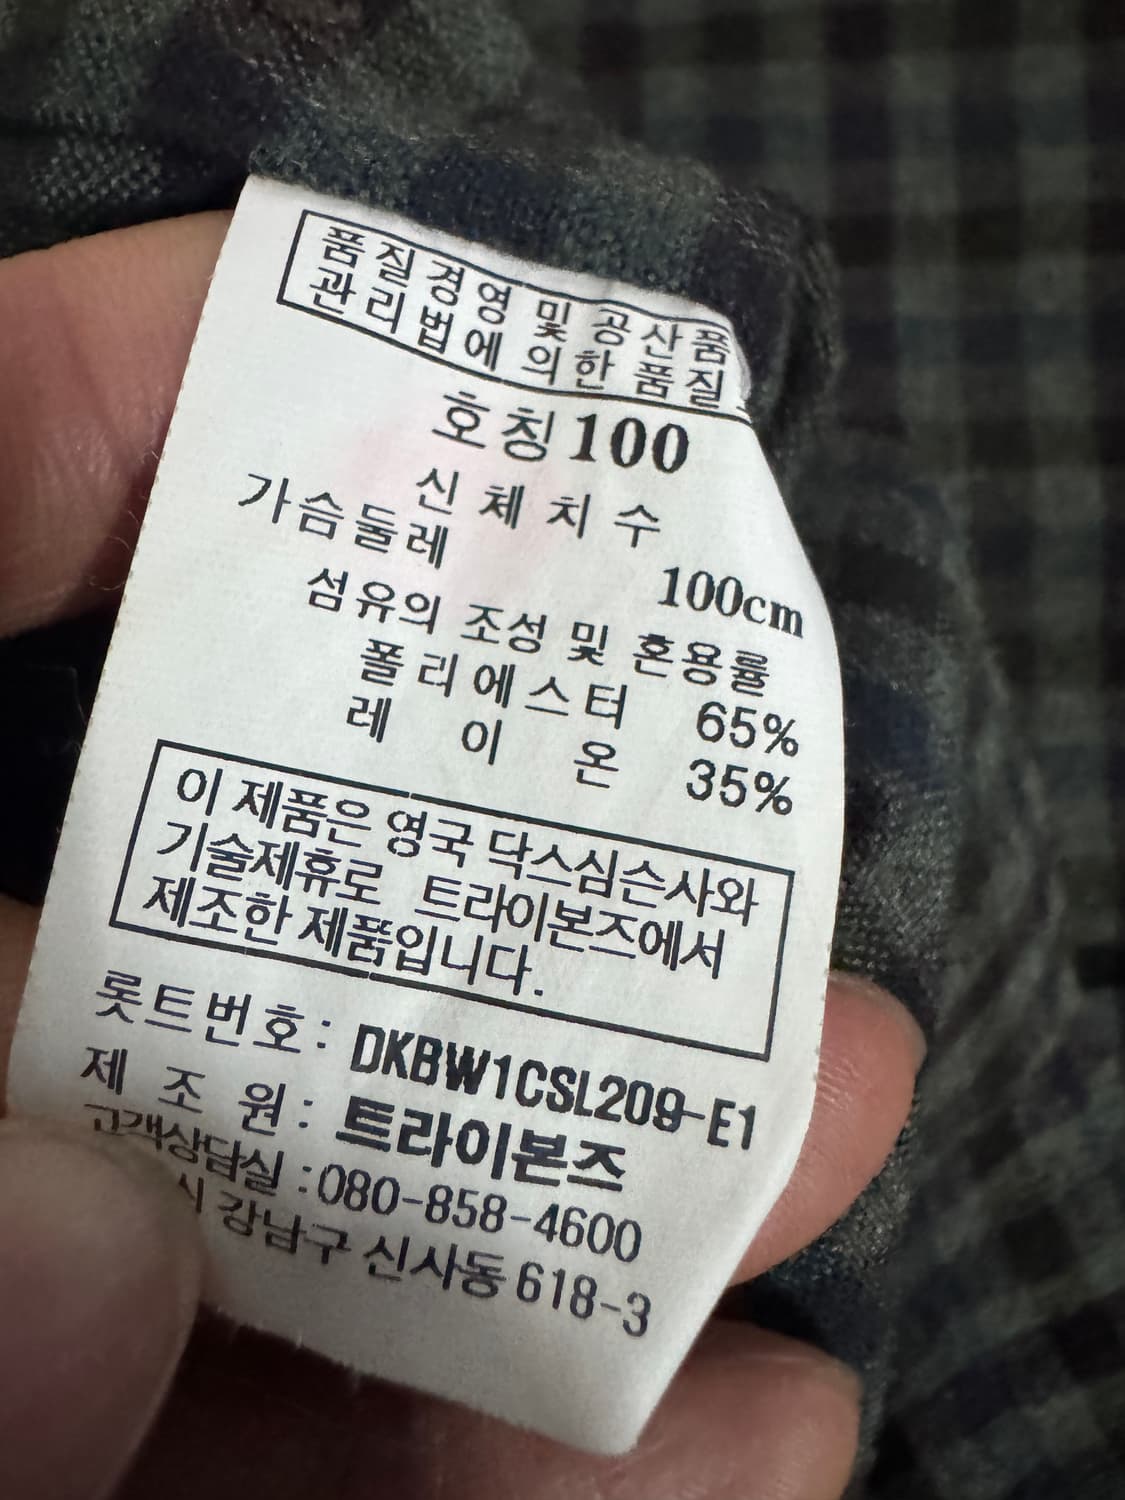 품질경영 및 공산품
관리법에 의한 품질
호칭 100
신체치수
가슴둘레 100cm
섬유의 조성 및 혼용률
폴리에스터 65%
레이온 35%
이 제품은 영국 닥스심슨사와
기술제휴로 트라이본즈에서
제조한 제품입니다.
롯트번호: DKBW1CSL209-E1
제조원: 트라이본즈
고객상담실 : 080-858-4600
시 강남구 신사동 618-3